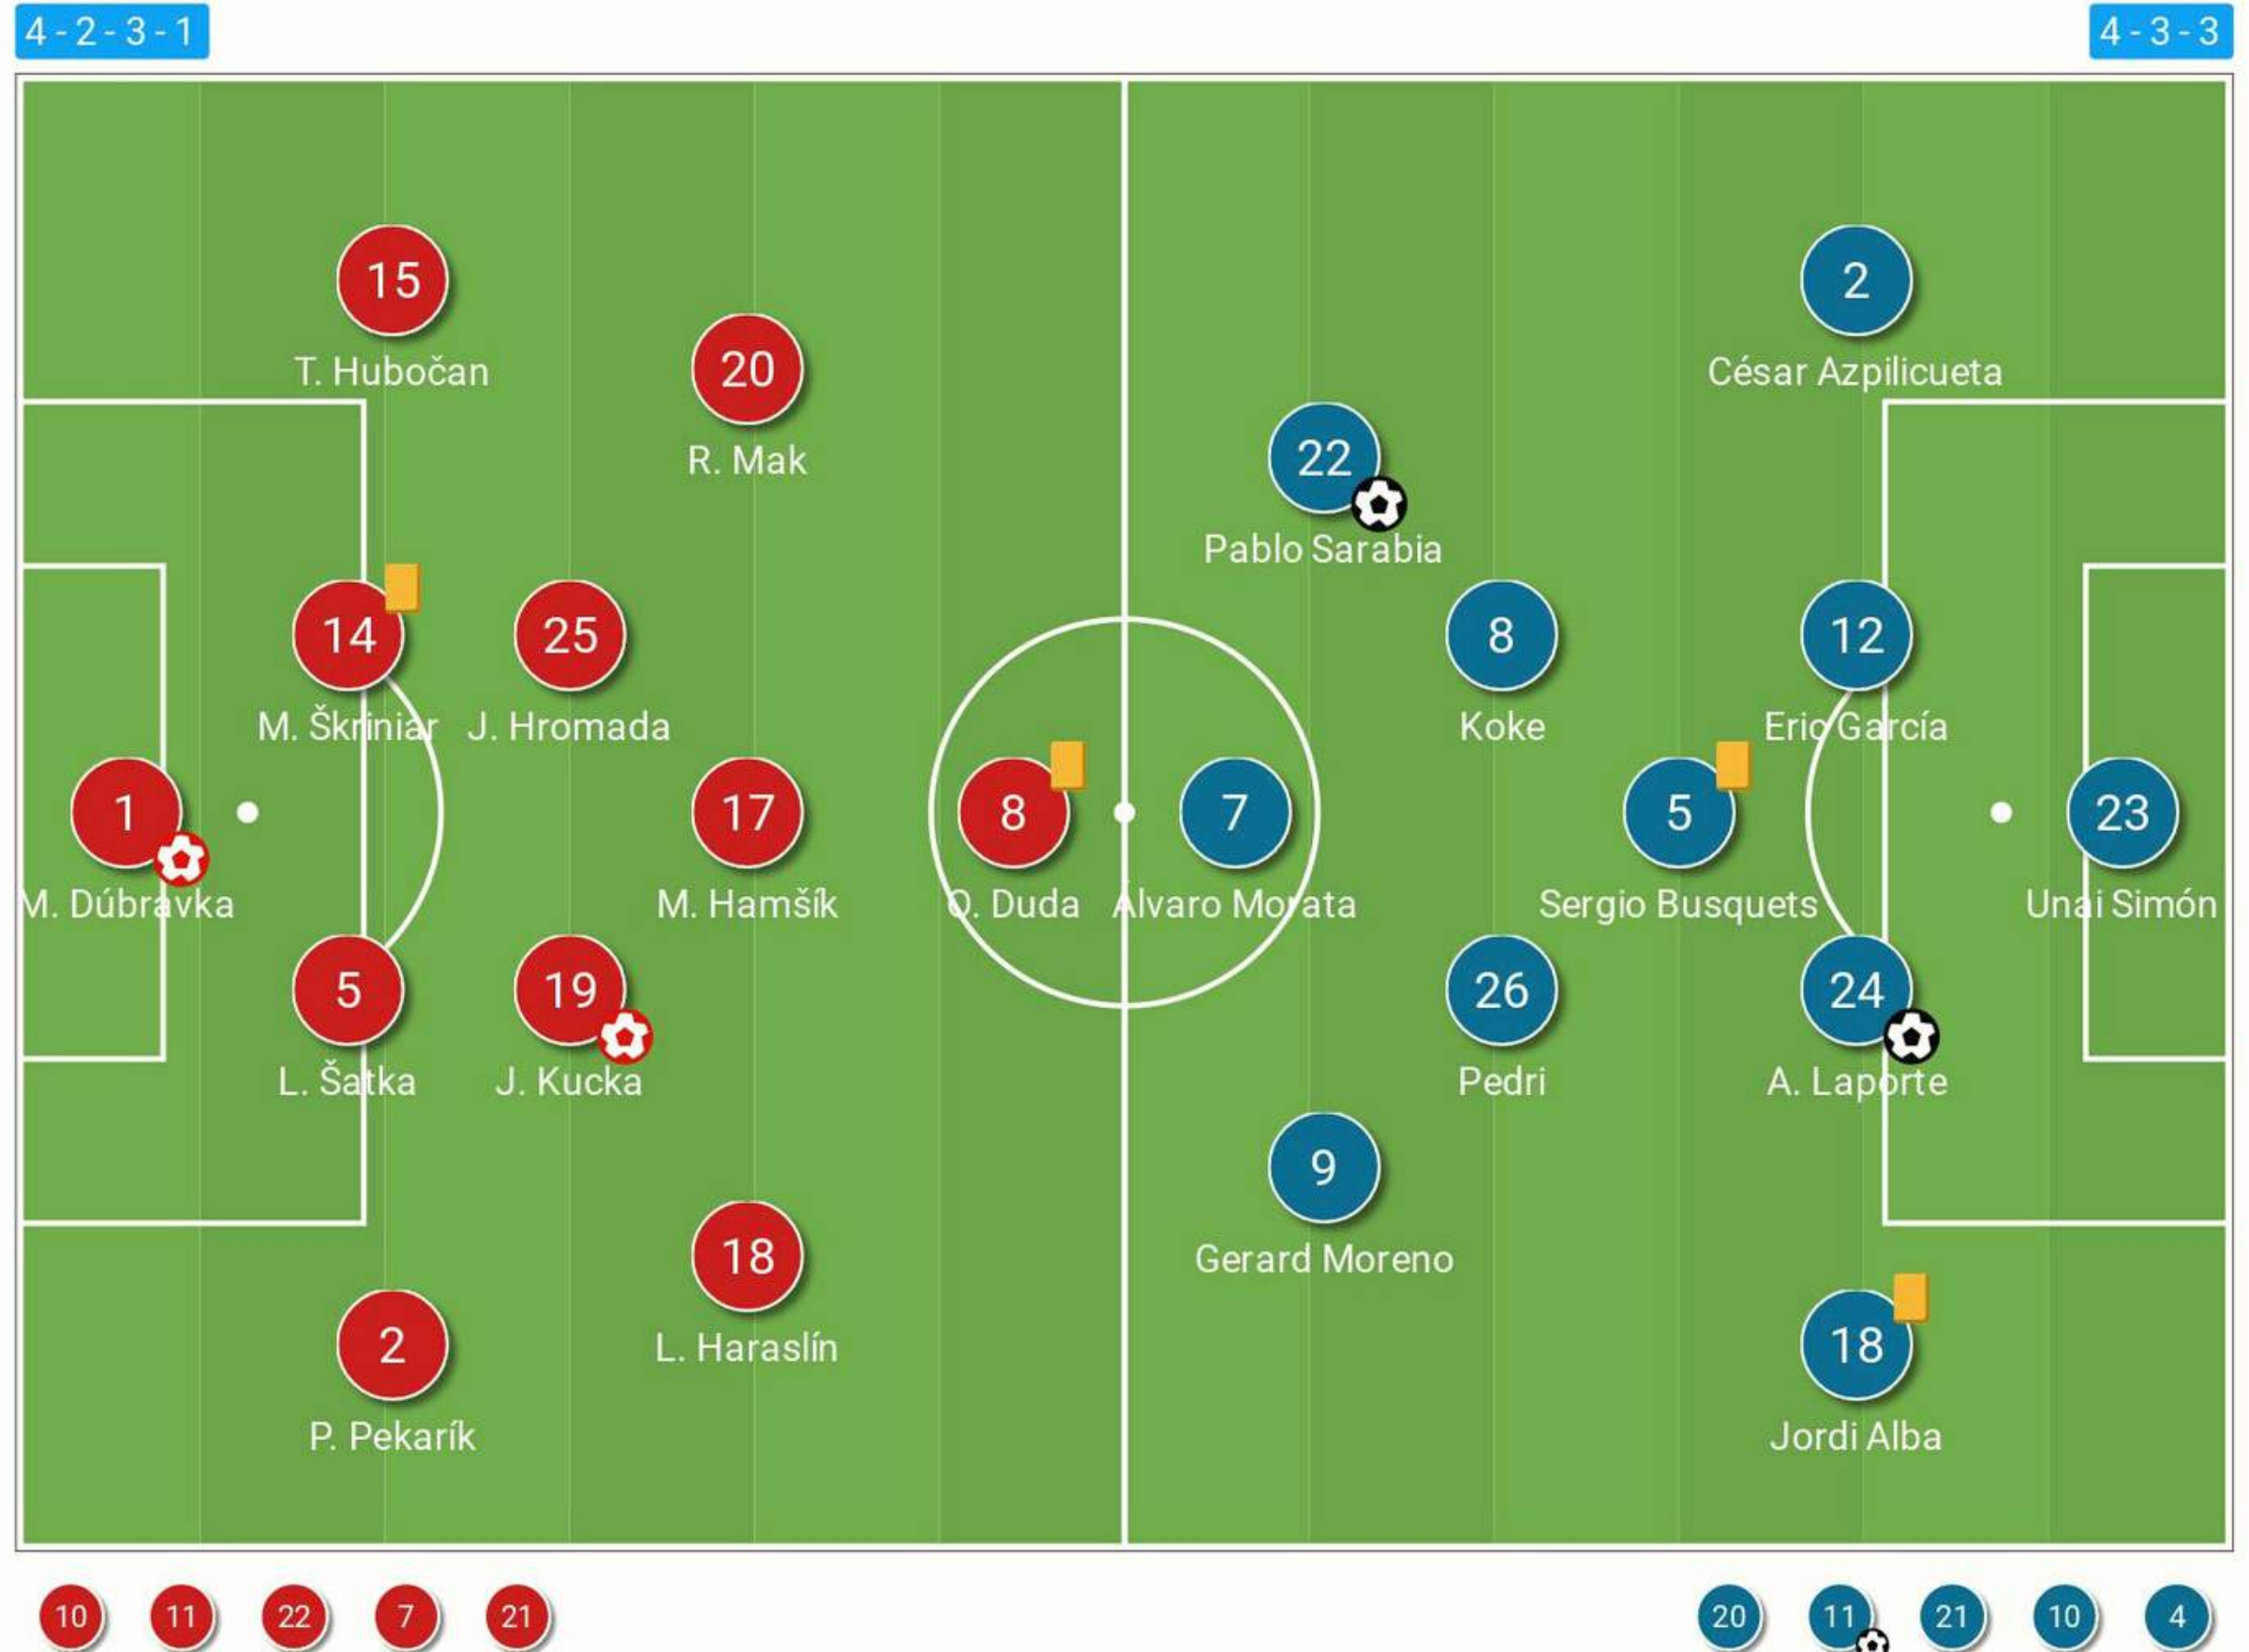 4 - 2 - 3 - 1
4 - 3 - 3
15
T. Hubočan
2
César Azpilicueta
20
R. Mak
22
Pablo Sarabia
14
M. Škriniar
25
J. Hromada
8
Koke
12
Eric García
1
M. Dúbravka
17
M. Hamšík
8
O. Duda
7
Álvaro Morata
5
Sergio Busquets
23
Unai Simón
5
L. Šatka
19
J. Kucka
26
Pedri
24
A. Laporte
9
Gerard Moreno
18
L. Haraslín
2
P. Pekarík
18
Jordi Alba
10
11
22
7
21
20
11
21
10
4